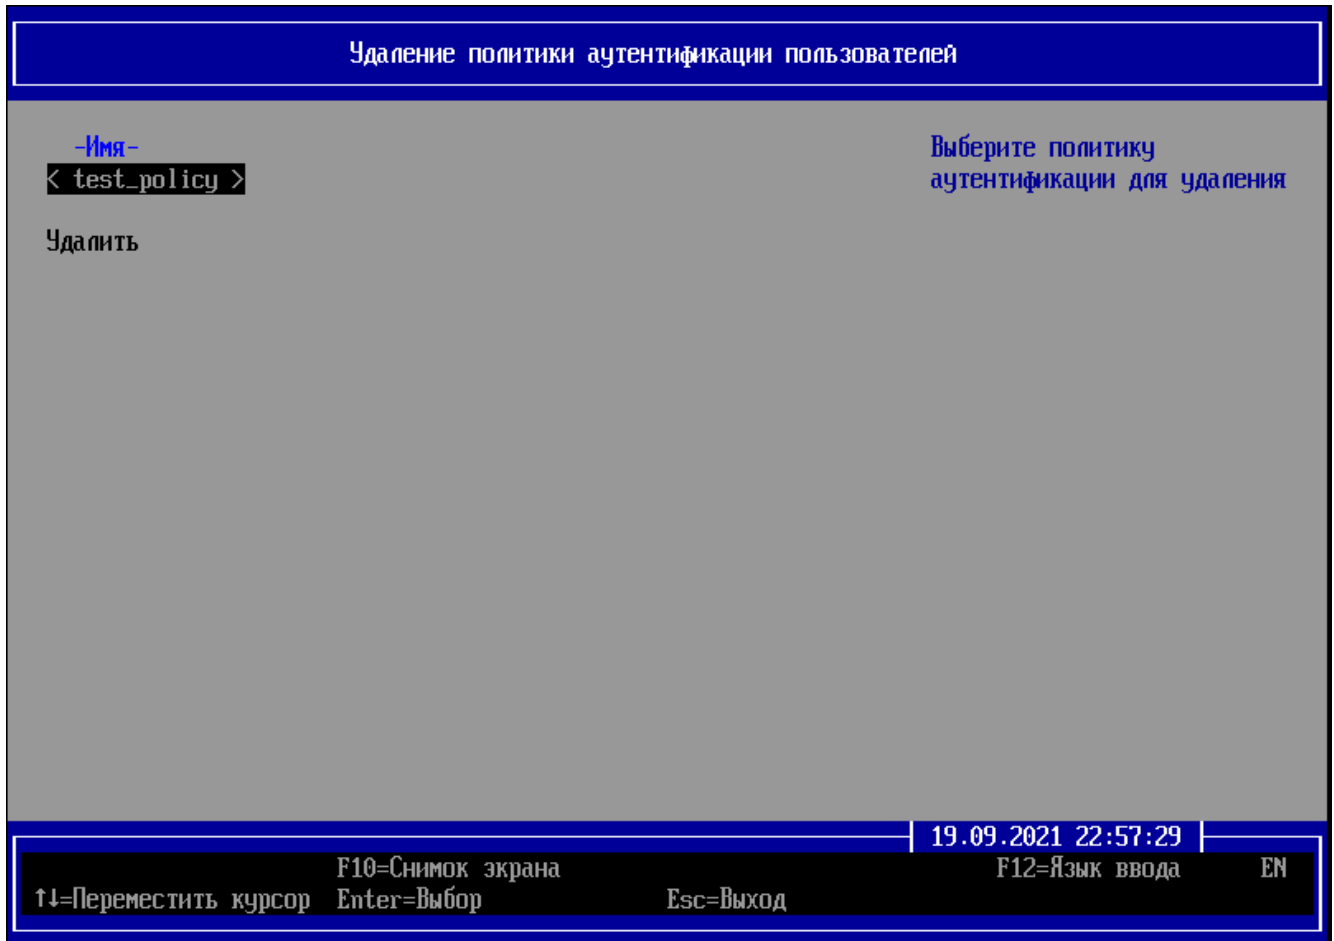 Удаление политики аутентификации пользователей
-Имя-
< test_policy >
Удалить
Выберите политику
аутентификации для удаления
19.09.2021 22:57:29
F10=Снимок экрана F12=Язык ввода EN
↑↓=Переместить курсор Enter=Выбор Esc=Выход